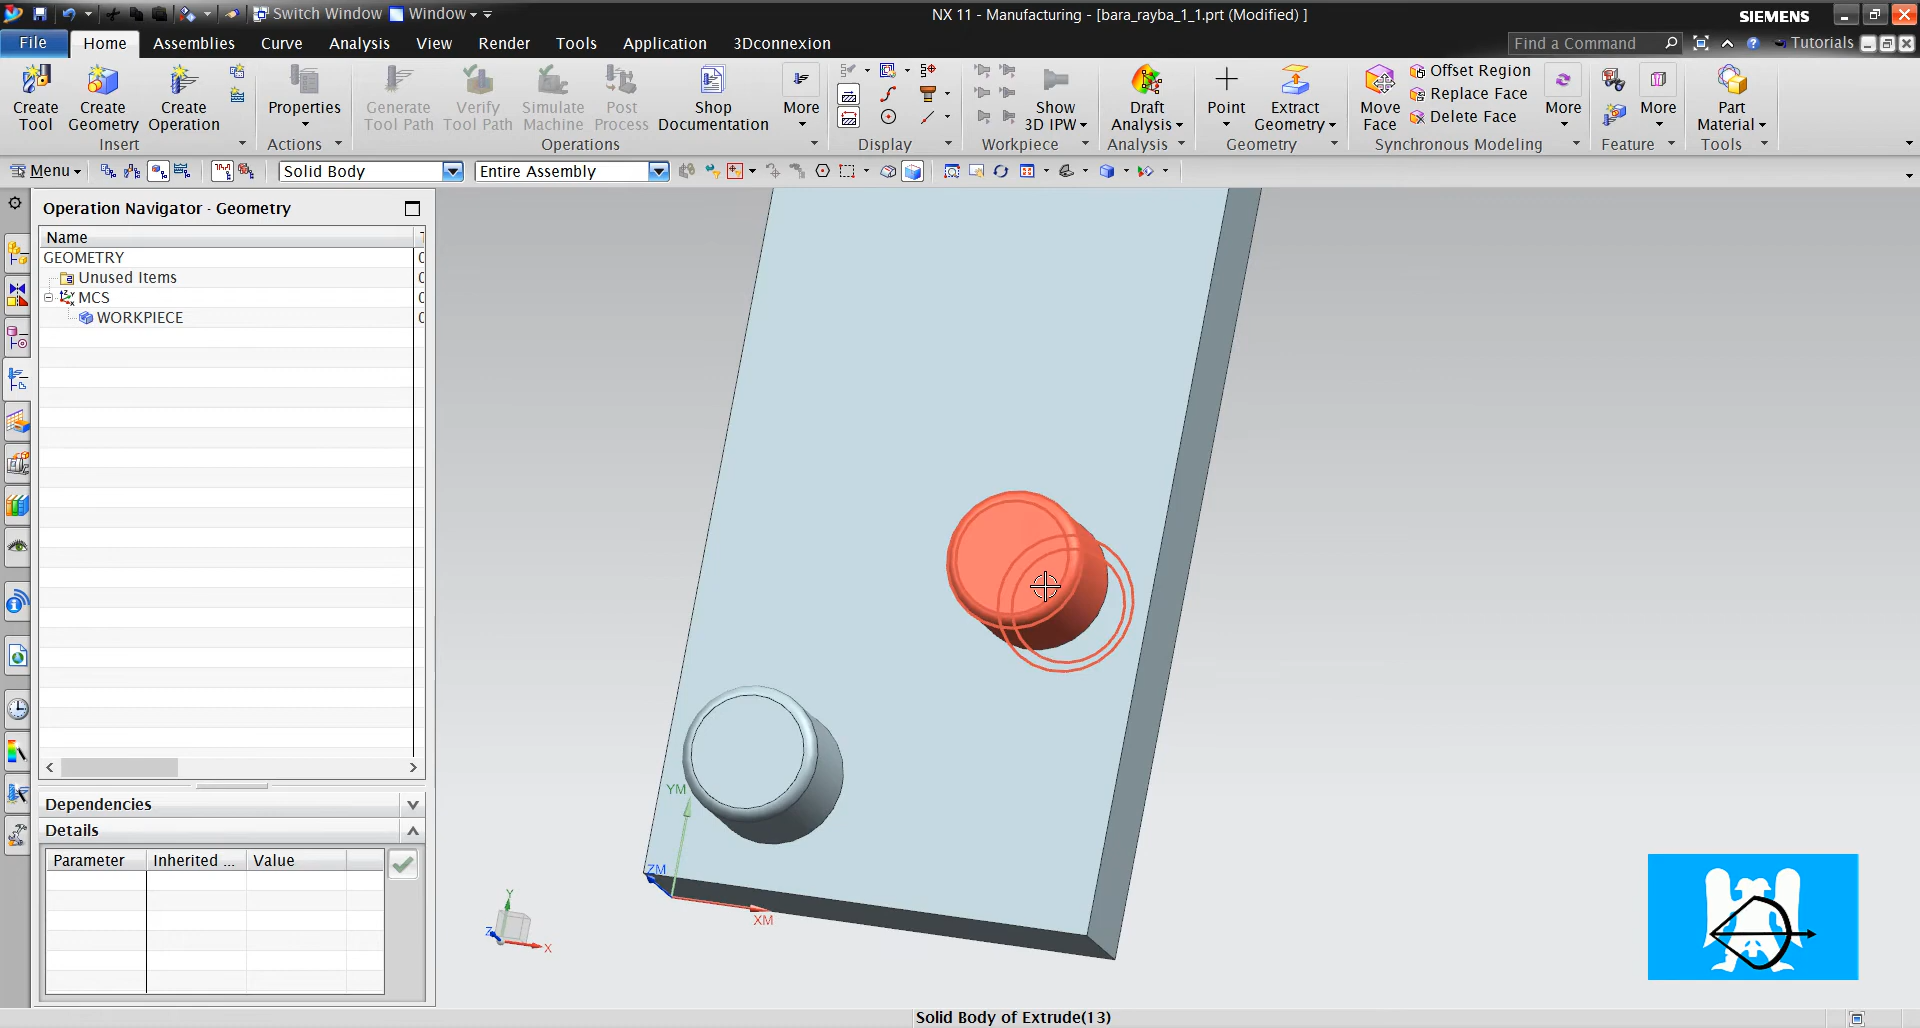 Switch Window Window NX 11 - Manufacturing - [bara_rayba_1_1.prt (Modified) ] SIEMENS
File Home Assemblies Curve Analysis View Render Tools Application 3Dconnexion Find a Command Tutorials
Create Tool
Create Geometry
Create Operation
Properties
Generate Tool Path
Verify Tool Path
Simulate Machine
Post Process
Shop Documentation
More
Show 3D IPW
Draft Analysis
Point
Extract Geometry
Move Face
Offset Region
Replace Face
Delete Face
More
More
Part Material
Insert Actions Operations Display Workpiece Analysis Geometry Synchronous Modeling Feature Tools
Menu Solid Body Entire Assembly
Operation Navigator - Geometry
Name
GEOMETRY
Unused Items
MCS
WORKPIECE
Dependencies
Details
Parameter Inherited ... Value
YM
ZM
XM
Y
Z
X
Solid Body of Extrude(13)